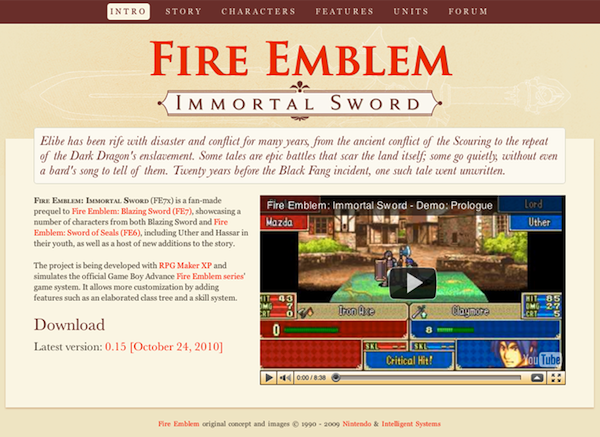 INTRO STORY CHARACTERS FEATURES UNITS FORUM
FIRE EMBLEM
IMMORTAL SWORD
Elibe has been rife with disaster and conflict for many years, from the ancient conflict of the Scouring to the repeat
of the Dark Dragon's enslavement. Some tales are epic battles that scar the land itself; some go quietly, without even
a bard's song to tell of them. Twenty years before the Black Fang incident, one such tale went unwritten.
FIRE EMBLEM: IMMORTAL SWORD (FE7x) is a fan-made
prequel to Fire Emblem: Blazing Sword (FE7), showcasing a
number of characters from both Blazing Sword and Fire
Emblem: Sword of Seals (FE6), including Uther and Hassar in
their youth, as well as a host of new additions to the story.
The project is being developed with RPG Maker XP and
simulates the official Game Boy Advance Fire Emblem series'
game system. It allows more customization by adding
features such as an elaborated class tree and a skill system.
Download
Latest version: 0.15 [October 24, 2010]
Fire Emblem: Immortal Sword - Demo: Prologue
Lord
Mazda
Uther
HIT 43
DMG 7
CRT 0
Iron Axe
Claymore
HIT 85
DMG 27
CRT 5
0
8
SKL
SKL
Critical Hit!
YouTube
0:00 / 8:38
Fire Emblem original concept and images © 1990 - 2009 Nintendo & Intelligent Systems